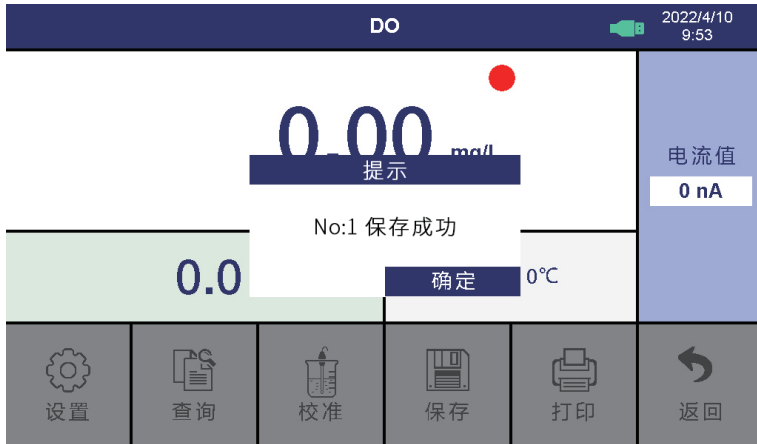 DO
2022/4/10
9:53
0.00 mg/l
电流值
0 nA
提示
No:1 保存成功
确定
0.0
0℃
设置
查询
校准
保存
打印
返回